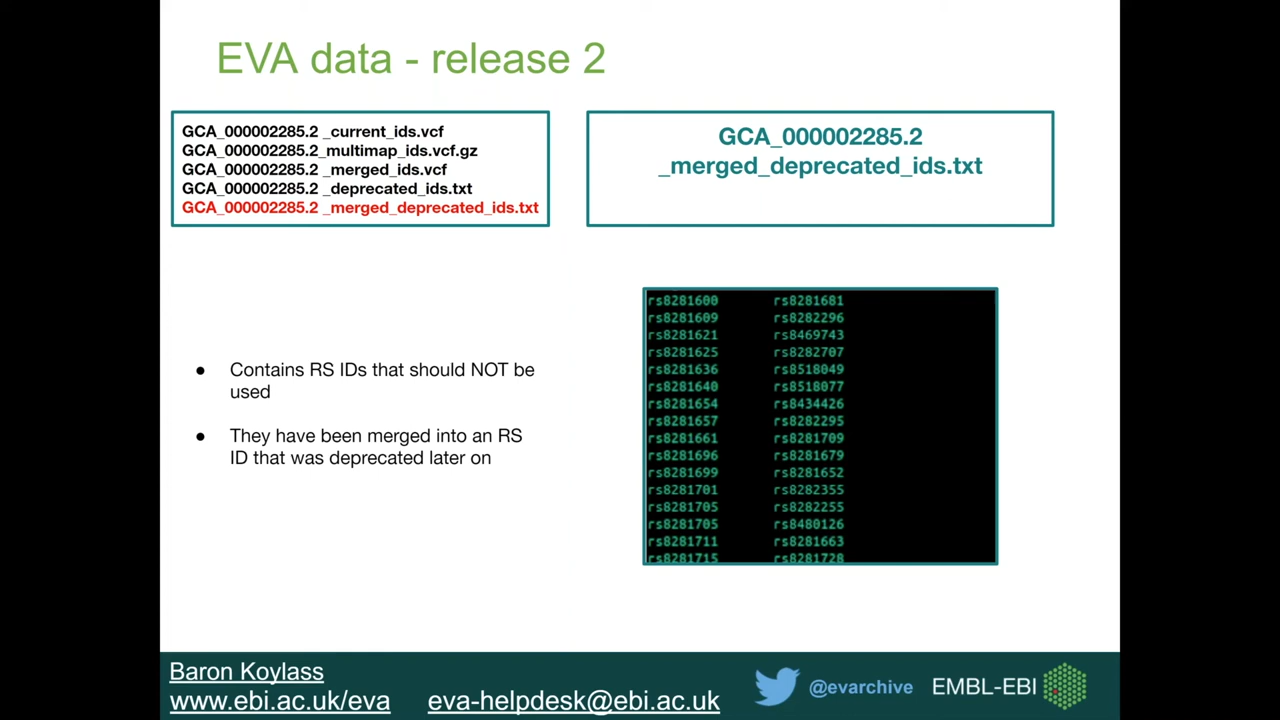 EVA data - release 2
GCA_000002285.2 _current_ids.vcf
GCA_000002285.2_multimap_ids.vcf.gz
GCA_000002285.2 _merged_ids.vcf
GCA_000002285.2 _deprecated_ids.txt
GCA_000002285.2 _merged_deprecated_ids.txt
GCA_000002285.2
_merged_deprecated_ids.txt
● Contains RS IDs that should NOT be
used
● They have been merged into an RS
ID that was deprecated later on
rs8281600 rs8281681
rs8281609 rs8282296
rs8281621 rs8469743
rs8281625 rs8282707
rs8281636 rs8518049
rs8281640 rs8518077
rs8281654 rs8434426
rs8281657 rs8282295
rs8281661 rs8281709
rs8281696 rs8281679
rs8281699 rs8281652
rs8281701 rs8282355
rs8281705 rs8282255
rs8281705 rs8480126
rs8281711 rs8281663
rs8281715 rs8281728
Baron Koylass
www.ebi.ac.uk/eva eva-helpdesk@ebi.ac.uk
@evarchive EMBL-EBI